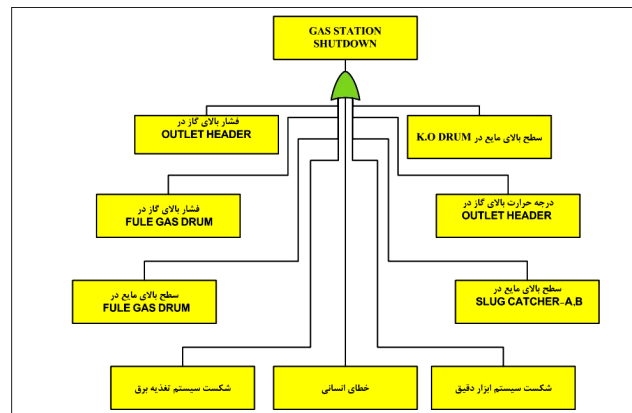 GAS STATION
SHUTDOWN
فشار بالای گاز در
OUTLET HEADER
سطح بالای مایع در K.O DRUM
فشار بالای گاز در
FULE GAS DRUM
درجه حرارت بالای گاز در
OUTLET HEADER
سطح بالای مایع در
FULE GAS DRUM
سطح بالای مایع در
SLUG CATCHER-A,B
شکست سیستم تغذیه برق
خطای انسانی
شکست سیستم ابزار دقیق